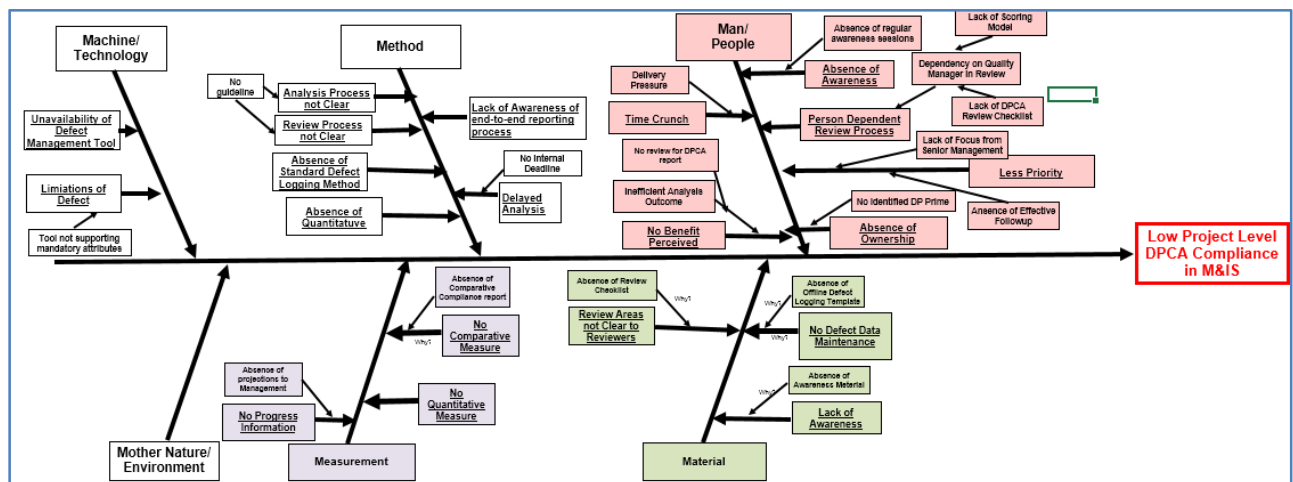 Machine/
Technology
Unavailability of
Defect
Management Tool
Limiations of
Defect
Tool not supporting
mandatory attributes
Method
No
guideline
Analysis Process
not Clear
Review Process
not Clear
Lack of Awareness of
end-to-end reporting
process
Absence of
Standard Defect
Logging Method
No Internal
Deadline
Absence of
Quantitatuve
Delayed
Analysis
Man/
People
Absence of regular
awareness sessions
Lack of Scoring
Model
Delivery
Pressure
Absence of
Awareness
Dependency on Quality
Manager in Review
Time Crunch
Person Dependent
Review Process
Lack of DPCA
Review Checklist
No review for DPCA
report
Lack of Focus from
Senior Management
Less Priority
Inefficient Analysis
Outcome
No Identified DP Prime
Ansence of Effective
Followup
No Benefit
Perceived
Absence of
Ownership
Low Project Level
DPCA Compliance
in M&IS
Mother Nature/
Environment
Absence of
Comparative
Compliance report
Why?
No
Comparative
Measure
Absence of
projections to
Management
No Progress
Information
No
Quantitative
Measure
Measurement
Absence of Review
Checklist
Why?
Review Areas
not Clear to
Reviewers
Absence of
Offline Defect
Logging Template
Why?
Why?
No Defect Data
Maintenance
Absence of
Awareness Material
Why?
Lack of
Awareness
Material